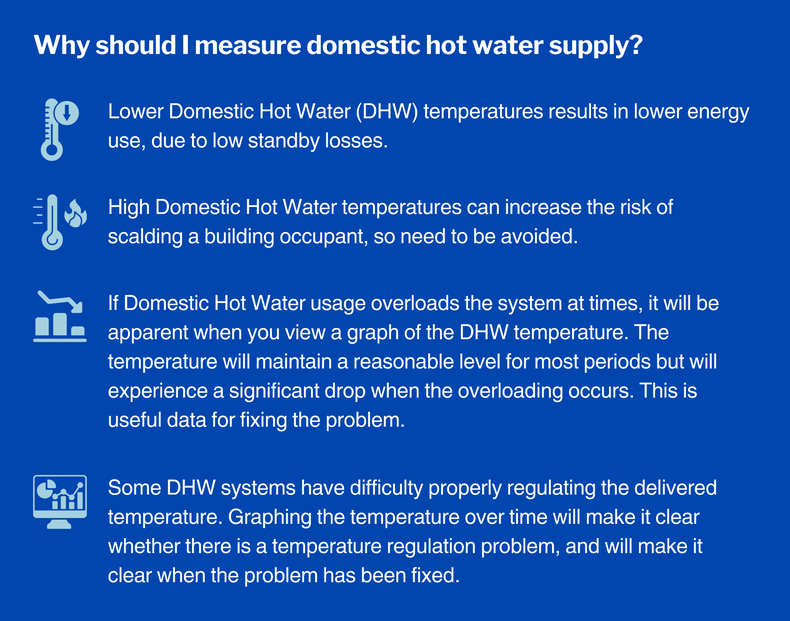 Why should I measure domestic hot water supply?
Lower Domestic Hot Water (DHW) temperatures results in lower energy
use, due to low standby losses.
High Domestic Hot Water temperatures can increase the risk of
scalding a building occupant, so need to be avoided.
If Domestic Hot Water usage overloads the system at times, it will be
apparent when you view a graph of the DHW temperature. The
temperature will maintain a reasonable level for most periods but will
experience a significant drop when the overloading occurs. This is
useful data for fixing the problem.
Some DHW systems have difficulty properly regulating the delivered
temperature. Graphing the temperature over time will make it clear
whether there is a temperature regulation problem, and will make it
clear when the problem has been fixed.